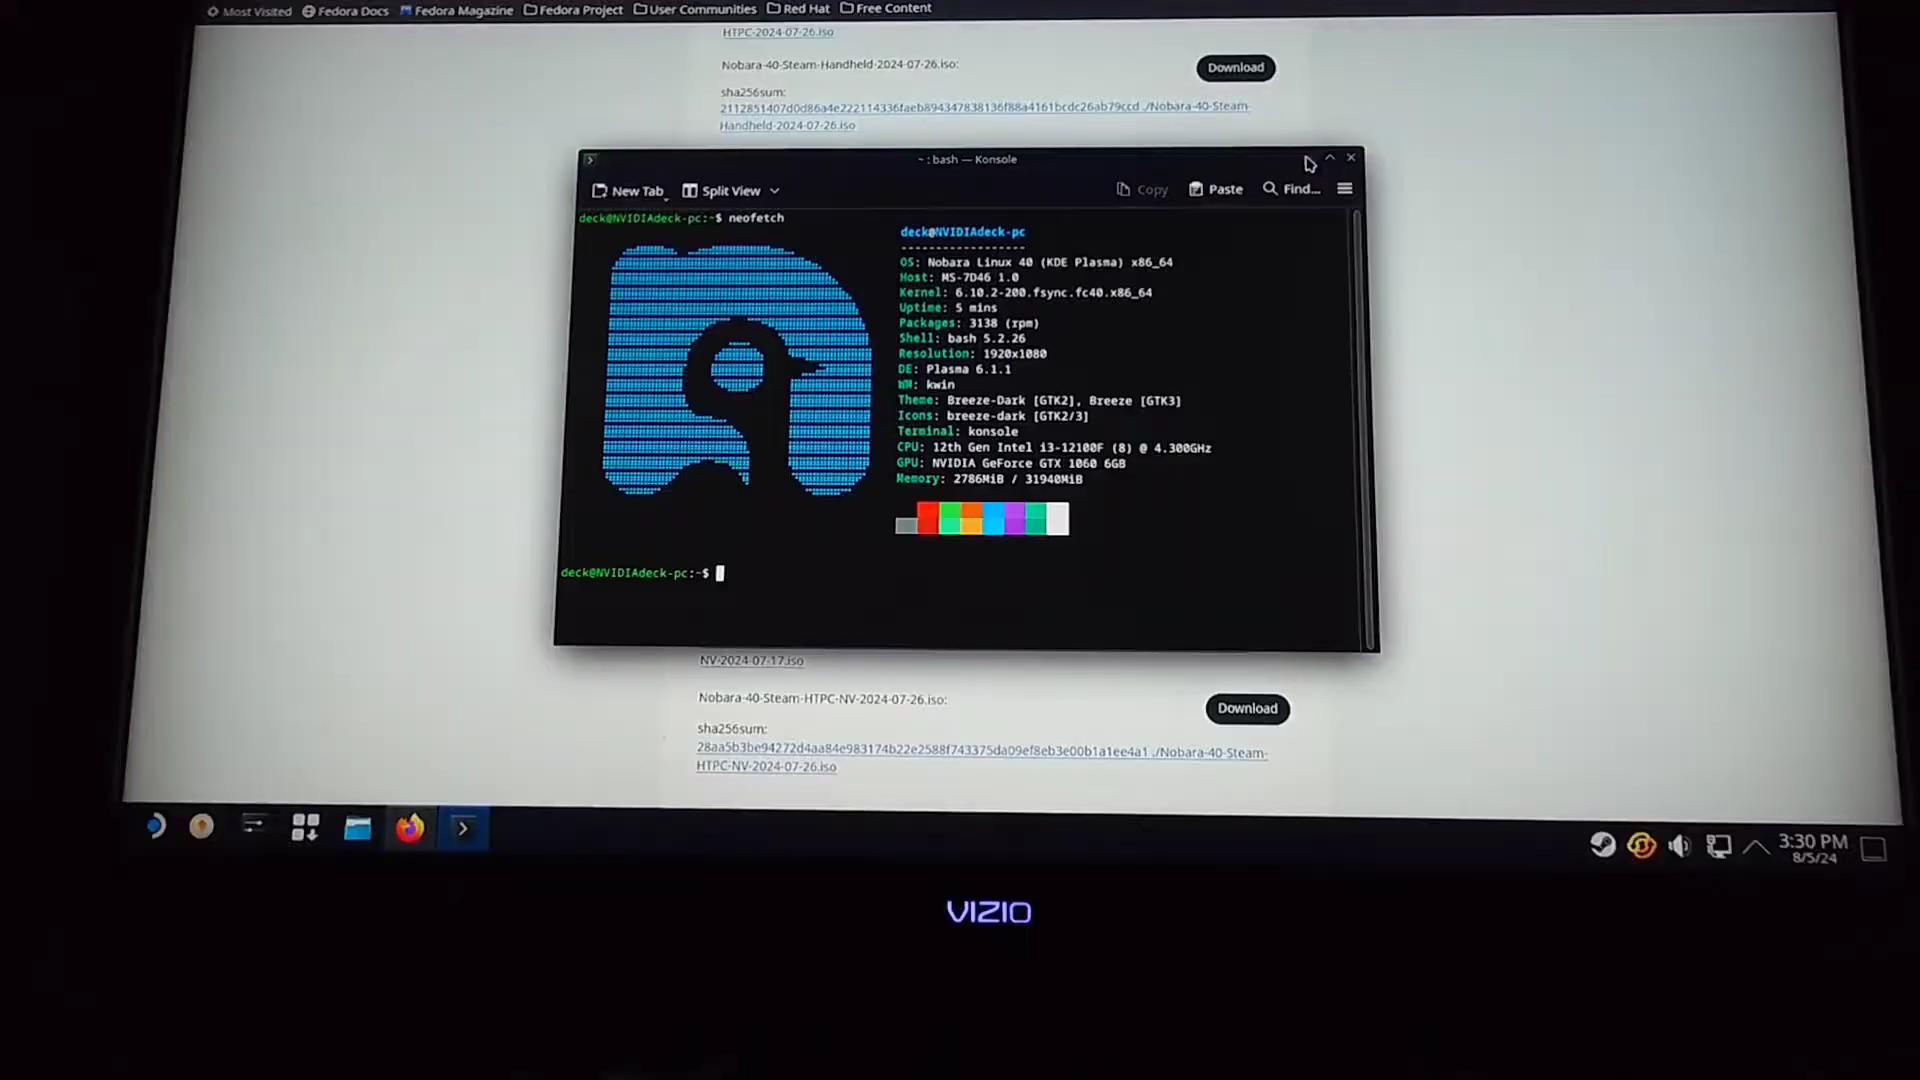 Most Visited Fedora Docs Fedora Magazine Fedora Project User Communities Red Hat Free Content
HTPC-2024-07-26.iso
Nobara-40-Steam-Handheld-2024-07-26.iso:
Download
sha256sum:
2112851407d0d86a4e222114336faeb894347838136f88a4161bcdc26ab79ccd ./Nobara-40-Steam-
Handheld-2024-07-26.iso
~ : bash — Konsole
New Tab Split View Copy Paste Find...
deck@NVIDIAdeck-pc:~$ neofetch
deck@NVIDIAdeck-pc
------------------
OS: Nobara Linux 40 (KDE Plasma) x86_64
Host: MS-7D46 1.0
Kernel: 6.10.2-200.fsync.fc40.x86_64
Uptime: 5 mins
Packages: 3138 (rpm)
Shell: bash 5.2.26
Resolution: 1920x1080
DE: Plasma 6.1.1
WM: kwin
Theme: Breeze-Dark [GTK2], Breeze [GTK3]
Icons: breeze-dark [GTK2/3]
Terminal: konsole
CPU: 12th Gen Intel i3-12100F (8) @ 4.300GHz
GPU: NVIDIA GeForce GTX 1060 6GB
Memory: 2786MiB / 31940MiB
deck@NVIDIAdeck-pc:~$
NV-2024-07-17.iso
Nobara-40-Steam-HTPC-NV-2024-07-26.iso:
Download
sha256sum:
28aa5b3be94272d4aa84e983174b22e2588f743375da09ef8eb3e00b1a1ee4a1 ./Nobara-40-Steam-
HTPC-NV-2024-07-26.iso
3:30 PM
8/5/24
VIZIO